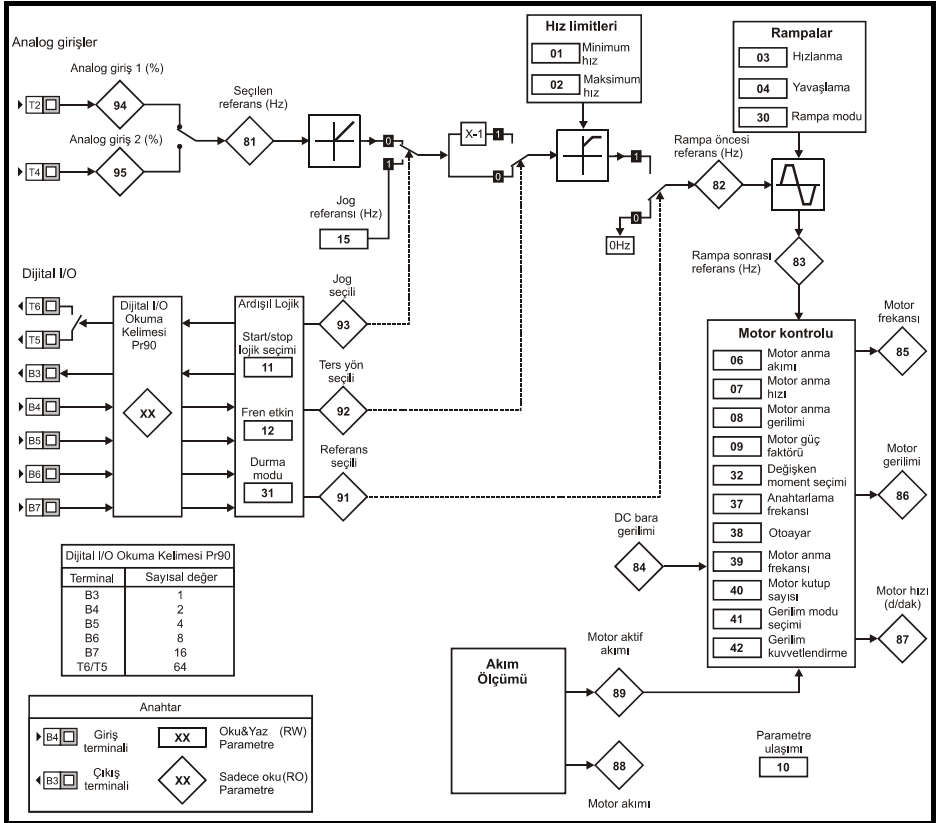 Analog girişler
Analog giriş 1 (%)
T2
94
Analog giriş 2 (%)
T4
95
Seçilen
referans (Hz)
81
0
1
Jog
referansı (Hz)
15
X-1
1
0
Hız limitleri
01
Minimum
hız
02
Maksimum
hız
1
0
0Hz
Rampa öncesi
referans (Hz)
82
Rampalar
03
Hızlanma
04
Yavaşlama
30
Rampa modu
Rampa sonrası
referans (Hz)
83
Dijital I/O
T6
T5
B3
B4
B5
B6
B7
Dijital I/O
Okuma
Kelimesi
Pr90
XX
Ardışıl Lojik
Start/stop
lojik seçimi
11
Fren etkin
12
Durma
modu
31
Jog
seçili
93
Ters yön
seçili
92
Referans
seçili
91
DC bara
gerilimi
84
Motor kontrolu
06 Motor anma
akımı
07 Motor anma
hızı
08 Motor anma
gerilimi
09 Motor güç
faktörü
32 Değişken
moment seçimi
37 Anahtarlama
frekansı
38 Otoayar
39 Motor anma
frekansı
40 Motor kutup
sayısı
41 Gerilim modu
seçimi
42 Gerilim
kuvvetlendirme
Motor
frekansı
85
Motor
gerilimi
86
Motor hızı
(d/dak)
87
Dijital I/O Okuma Kelimesi Pr90
Terminal Sayısal değer
B3 1
B4 2
B5 4
B6 8
B7 16
T6/T5 64
Akım
Ölçümü
Motor aktif
akımı
89
88
Motor akımı
Parametre
ulaşımı
10
Anahtar
B4 Giriş
terminali
XX Oku&Yaz (RW)
Parametre
B3 Çıkış
terminali
XX Sadece oku(RO)
Parametre